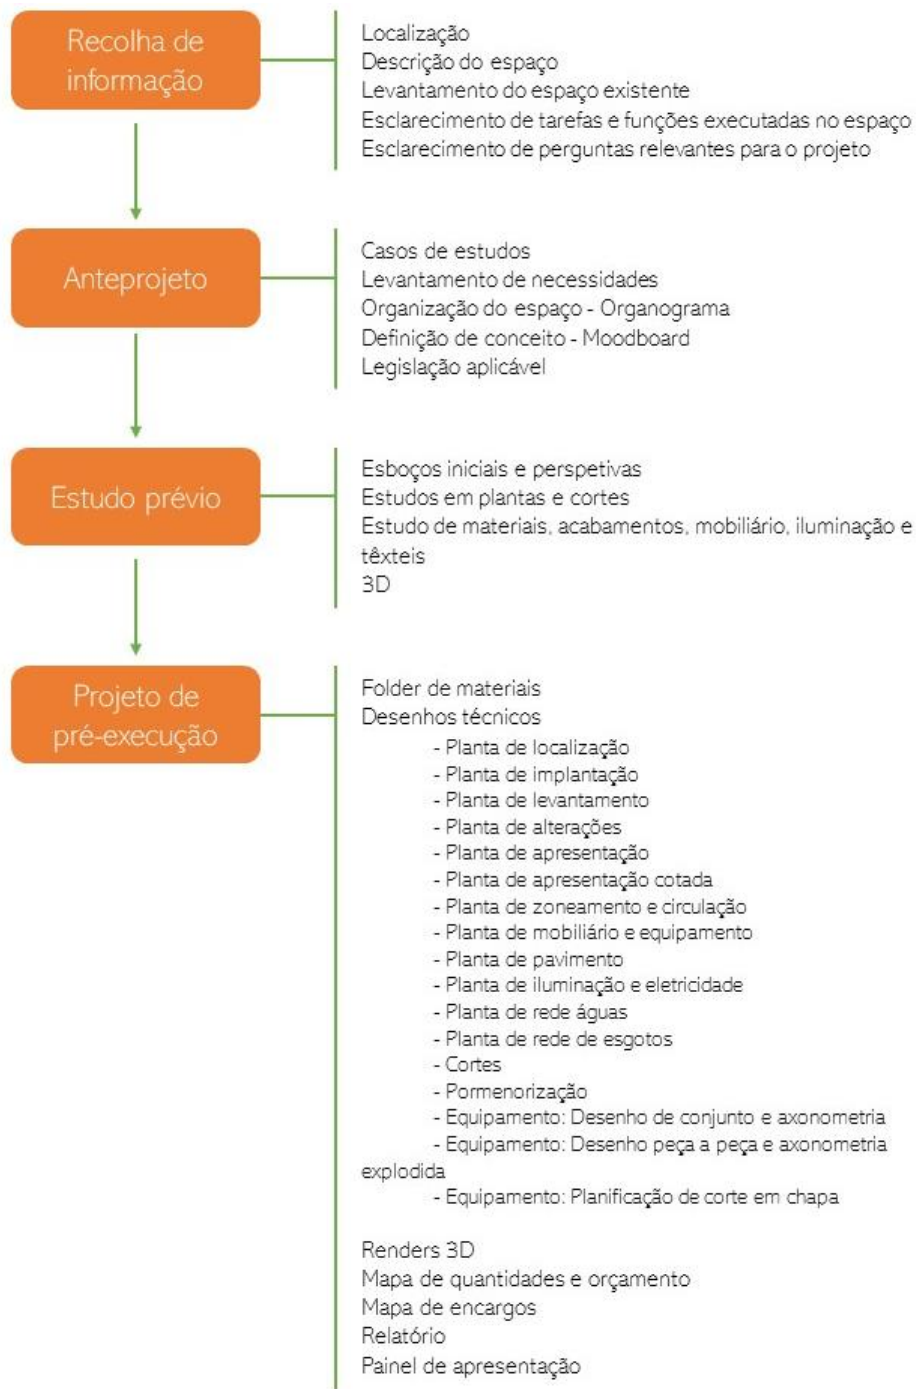 Recolha de
informação
Localização
Descrição do espaço
Levantamento do espaço existente
Esclarecimento de tarefas e funções executadas no espaço
Esclarecimento de perguntas relevantes para o projeto
Anteprojeto
Casos de estudos
Levantamento de necessidades
Organização do espaço - Organograma
Definição de conceito - Moodboard
Legislação aplicável
Estudo prévio
Esboços iniciais e perspetivas
Estudos em plantas e cortes
Estudo de materiais, acabamentos, mobiliário, iluminação e
têxteis
3D
Projeto de
pré-execução
Folder de materiais
Desenhos técnicos
- Planta de localização
- Planta de implantação
- Planta de levantamento
- Planta de alterações
- Planta de apresentação
- Planta de apresentação cotada
- Planta de zoneamento e circulação
- Planta de mobiliário e equipamento
- Planta de pavimento
- Planta de iluminação e eletricidade
- Planta de rede águas
- Planta de rede de esgotos
- Cortes
- Pormenorização
- Equipamento: Desenho de conjunto e axonometria
- Equipamento: Desenho peça a peça e axonometria
explodida
- Equipamento: Planificação de corte em chapa
Renders 3D
Mapa de quantidades e orçamento
Mapa de encargos
Relatório
Painel de apresentação